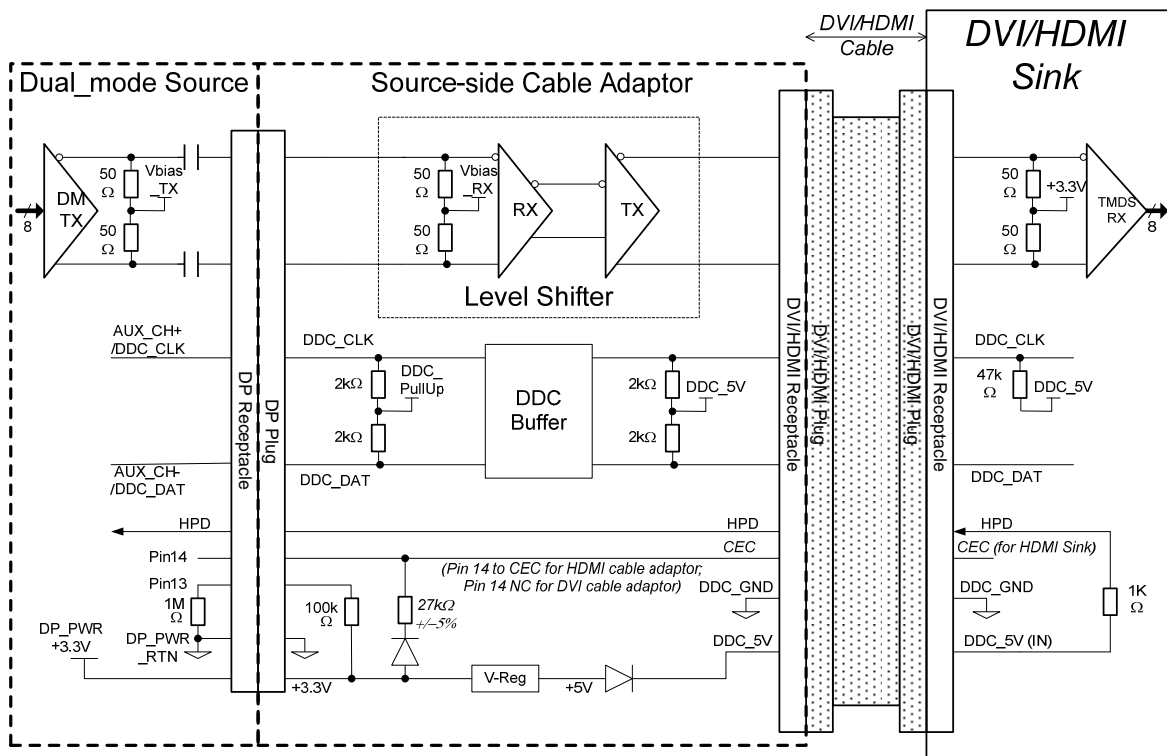 DVI/HDMI
Cable
DVI/HDMI
Sink
Dual_mode Source
Source-side Cable Adaptor
50
Ω
Vbias
_TX
DM
TX
8
50
Ω
50
Ω
Vbias
_RX
50
Ω
RX
TX
Level Shifter
50
Ω
+3.3V
50
Ω
TMDS
RX
8
AUX_CH+
/DDC_CLK
DDC_CLK
2kΩ
DDC_
PullUp
2kΩ
DDC
Buffer
2kΩ
DDC_5V
2kΩ
DDC_CLK
47k
Ω
DDC_5V
AUX_CH-
/DDC_DAT
DDC_DAT
DDC_DAT
DP Receptacle
DP Plug
DVI/HDMI Receptacle
DVI/HDMI Plug
DVI/HDMI Plug
DVI/HDMI Receptacle
HPD
HPD
HPD
Pin14
CEC
CEC (for HDMI Sink)
(Pin 14 to CEC for HDMI cable adaptor;
Pin 14 NC for DVI cable adaptor)
Pin13
1M
Ω
100k
Ω
27kΩ
+/–5%
DDC_GND
DDC_GND
1K
Ω
DP_PWR
+3.3V
DP_PWR
_RTN
DDC_5V
DDC_5V (IN)
+3.3V
V-Reg
+5V